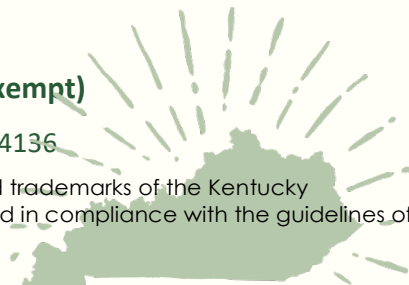 xempt)
4136
d trademarks of the Kentucky
d in compliance with the guidelines of